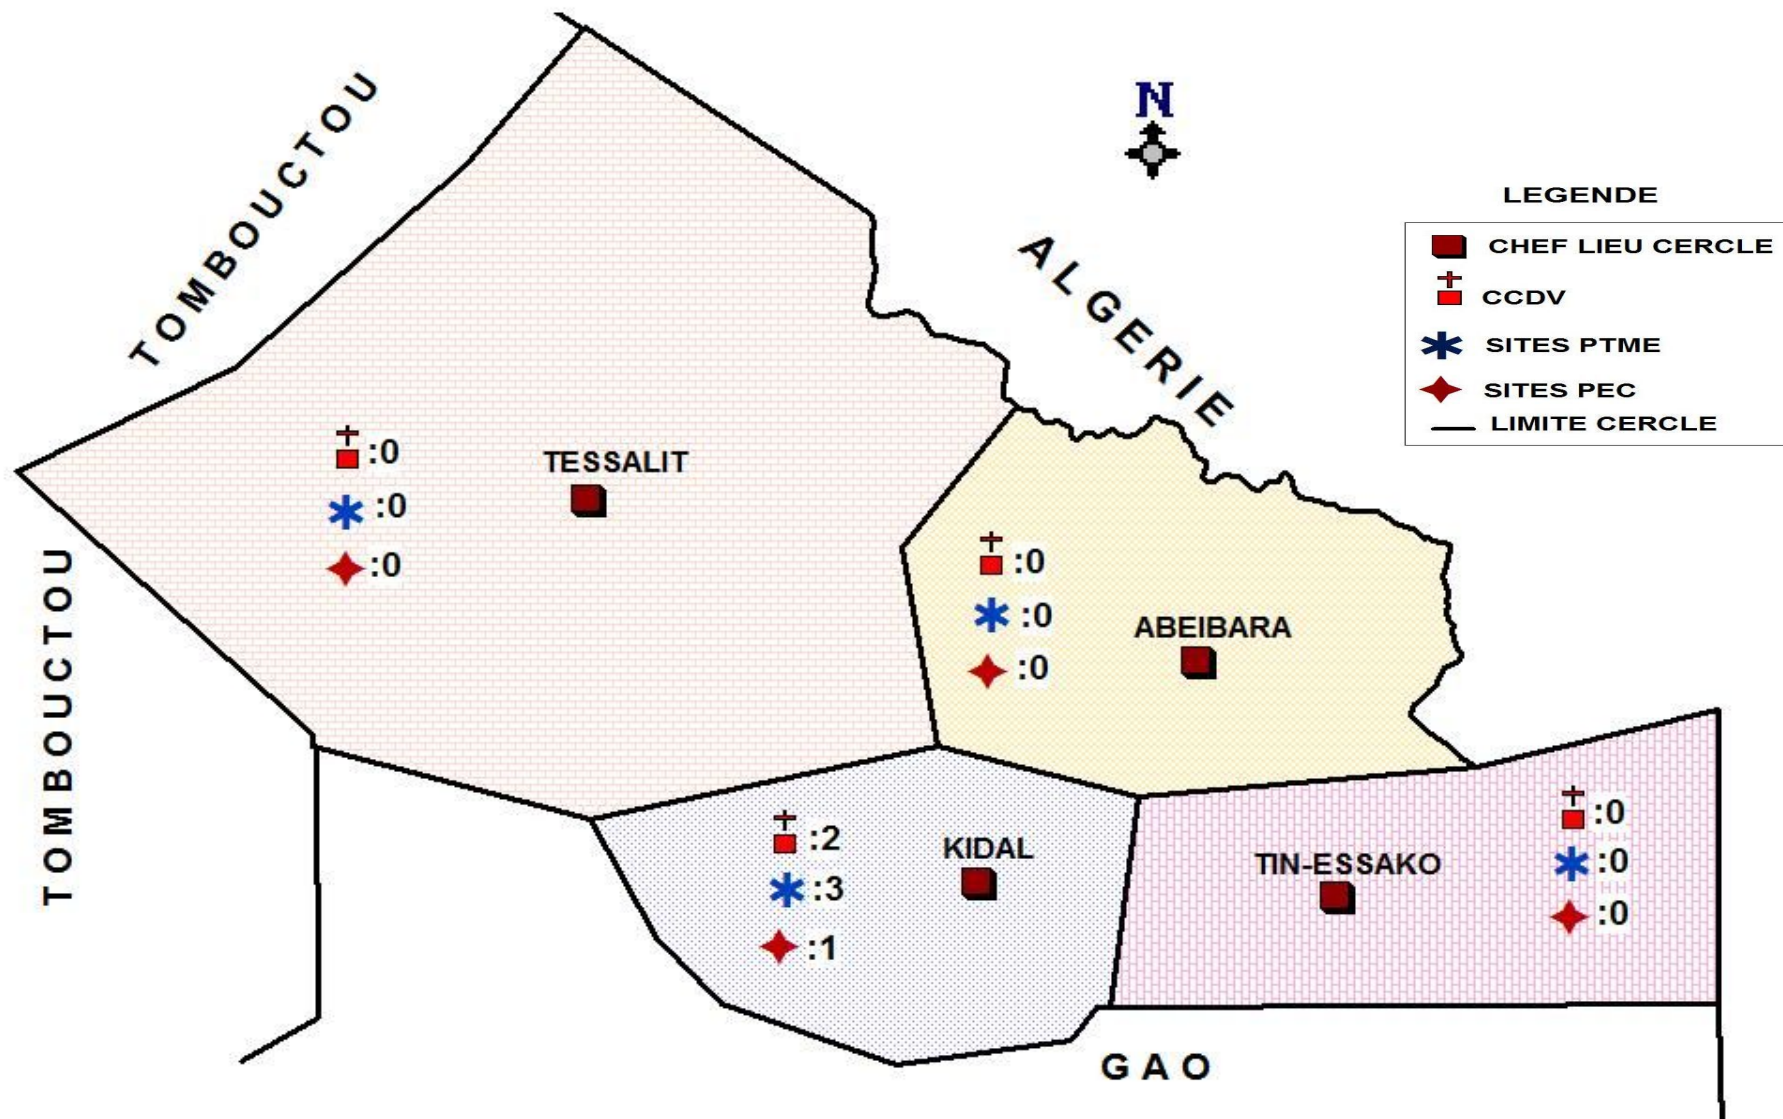 N
LEGENDE
CHEF LIEU CERCLE
CCDV
SITES PTME
SITES PEC
LIMITE CERCLE
TOMBOUCTOU
ALGERIE
TESSALIT
:0
:0
:0
ABEIBARA
:0
:0
:0
TOMBOUCTOU
KIDAL
:2
:3
:1
TIN-ESSAKO
:0
:0
:0
GAO